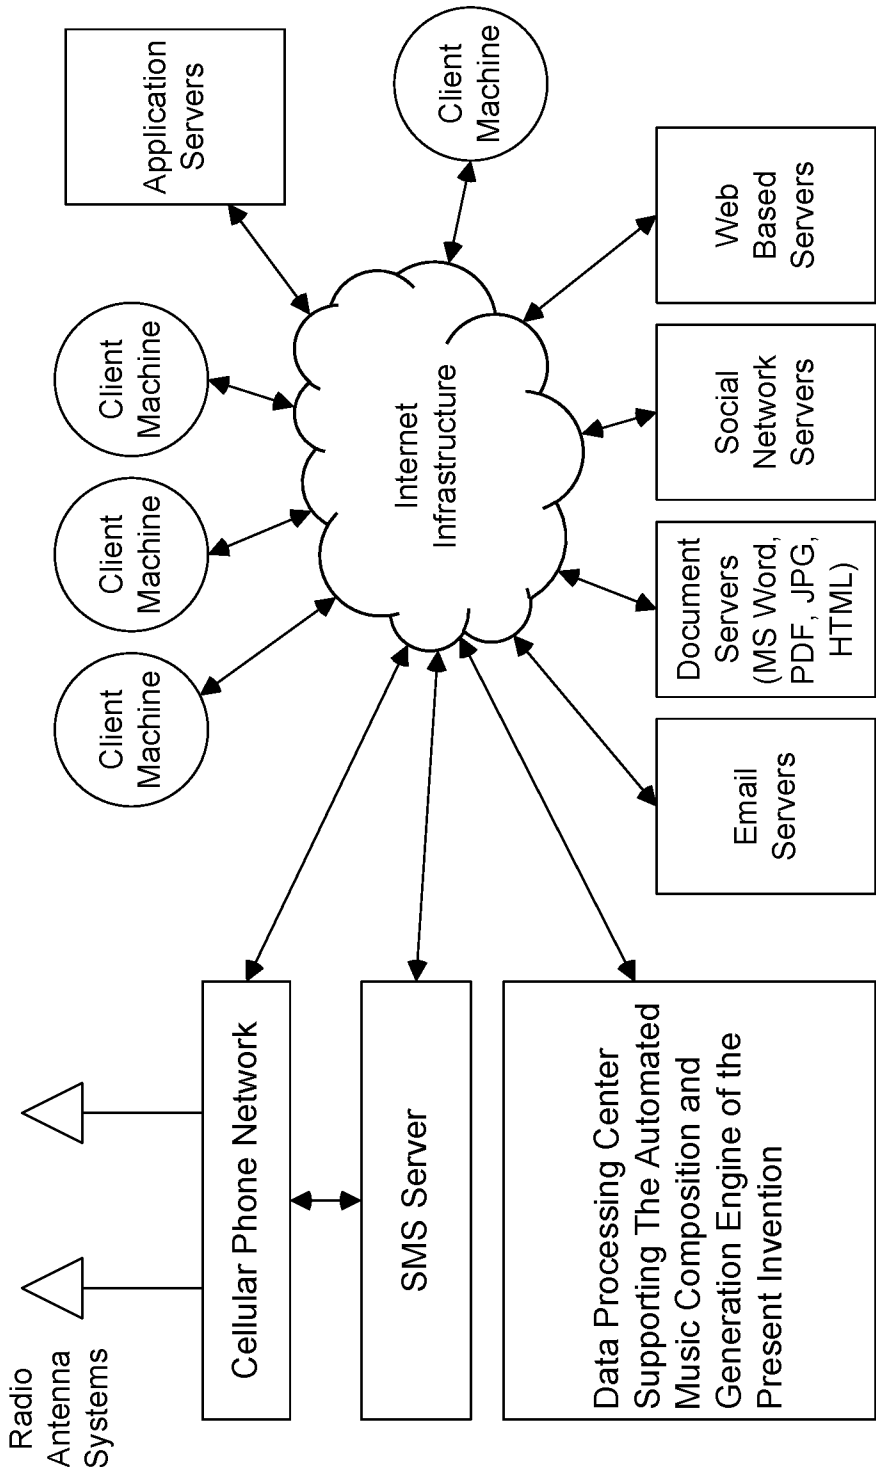 Radio
Antenna
Systems
Cellular Phone Network
SMS Server
Data Processing Center
Supporting The Automated
Music Composition and
Generation Engine of the
Present Invention
Client
Machine
Client
Machine
Client
Machine
Application
Servers
Client
Machine
Internet
Infrastructure
Email
Servers
Document
Servers
(MS Word,
PDF, JPG,
HTML)
Social
Network
Servers
Web
Based
Servers